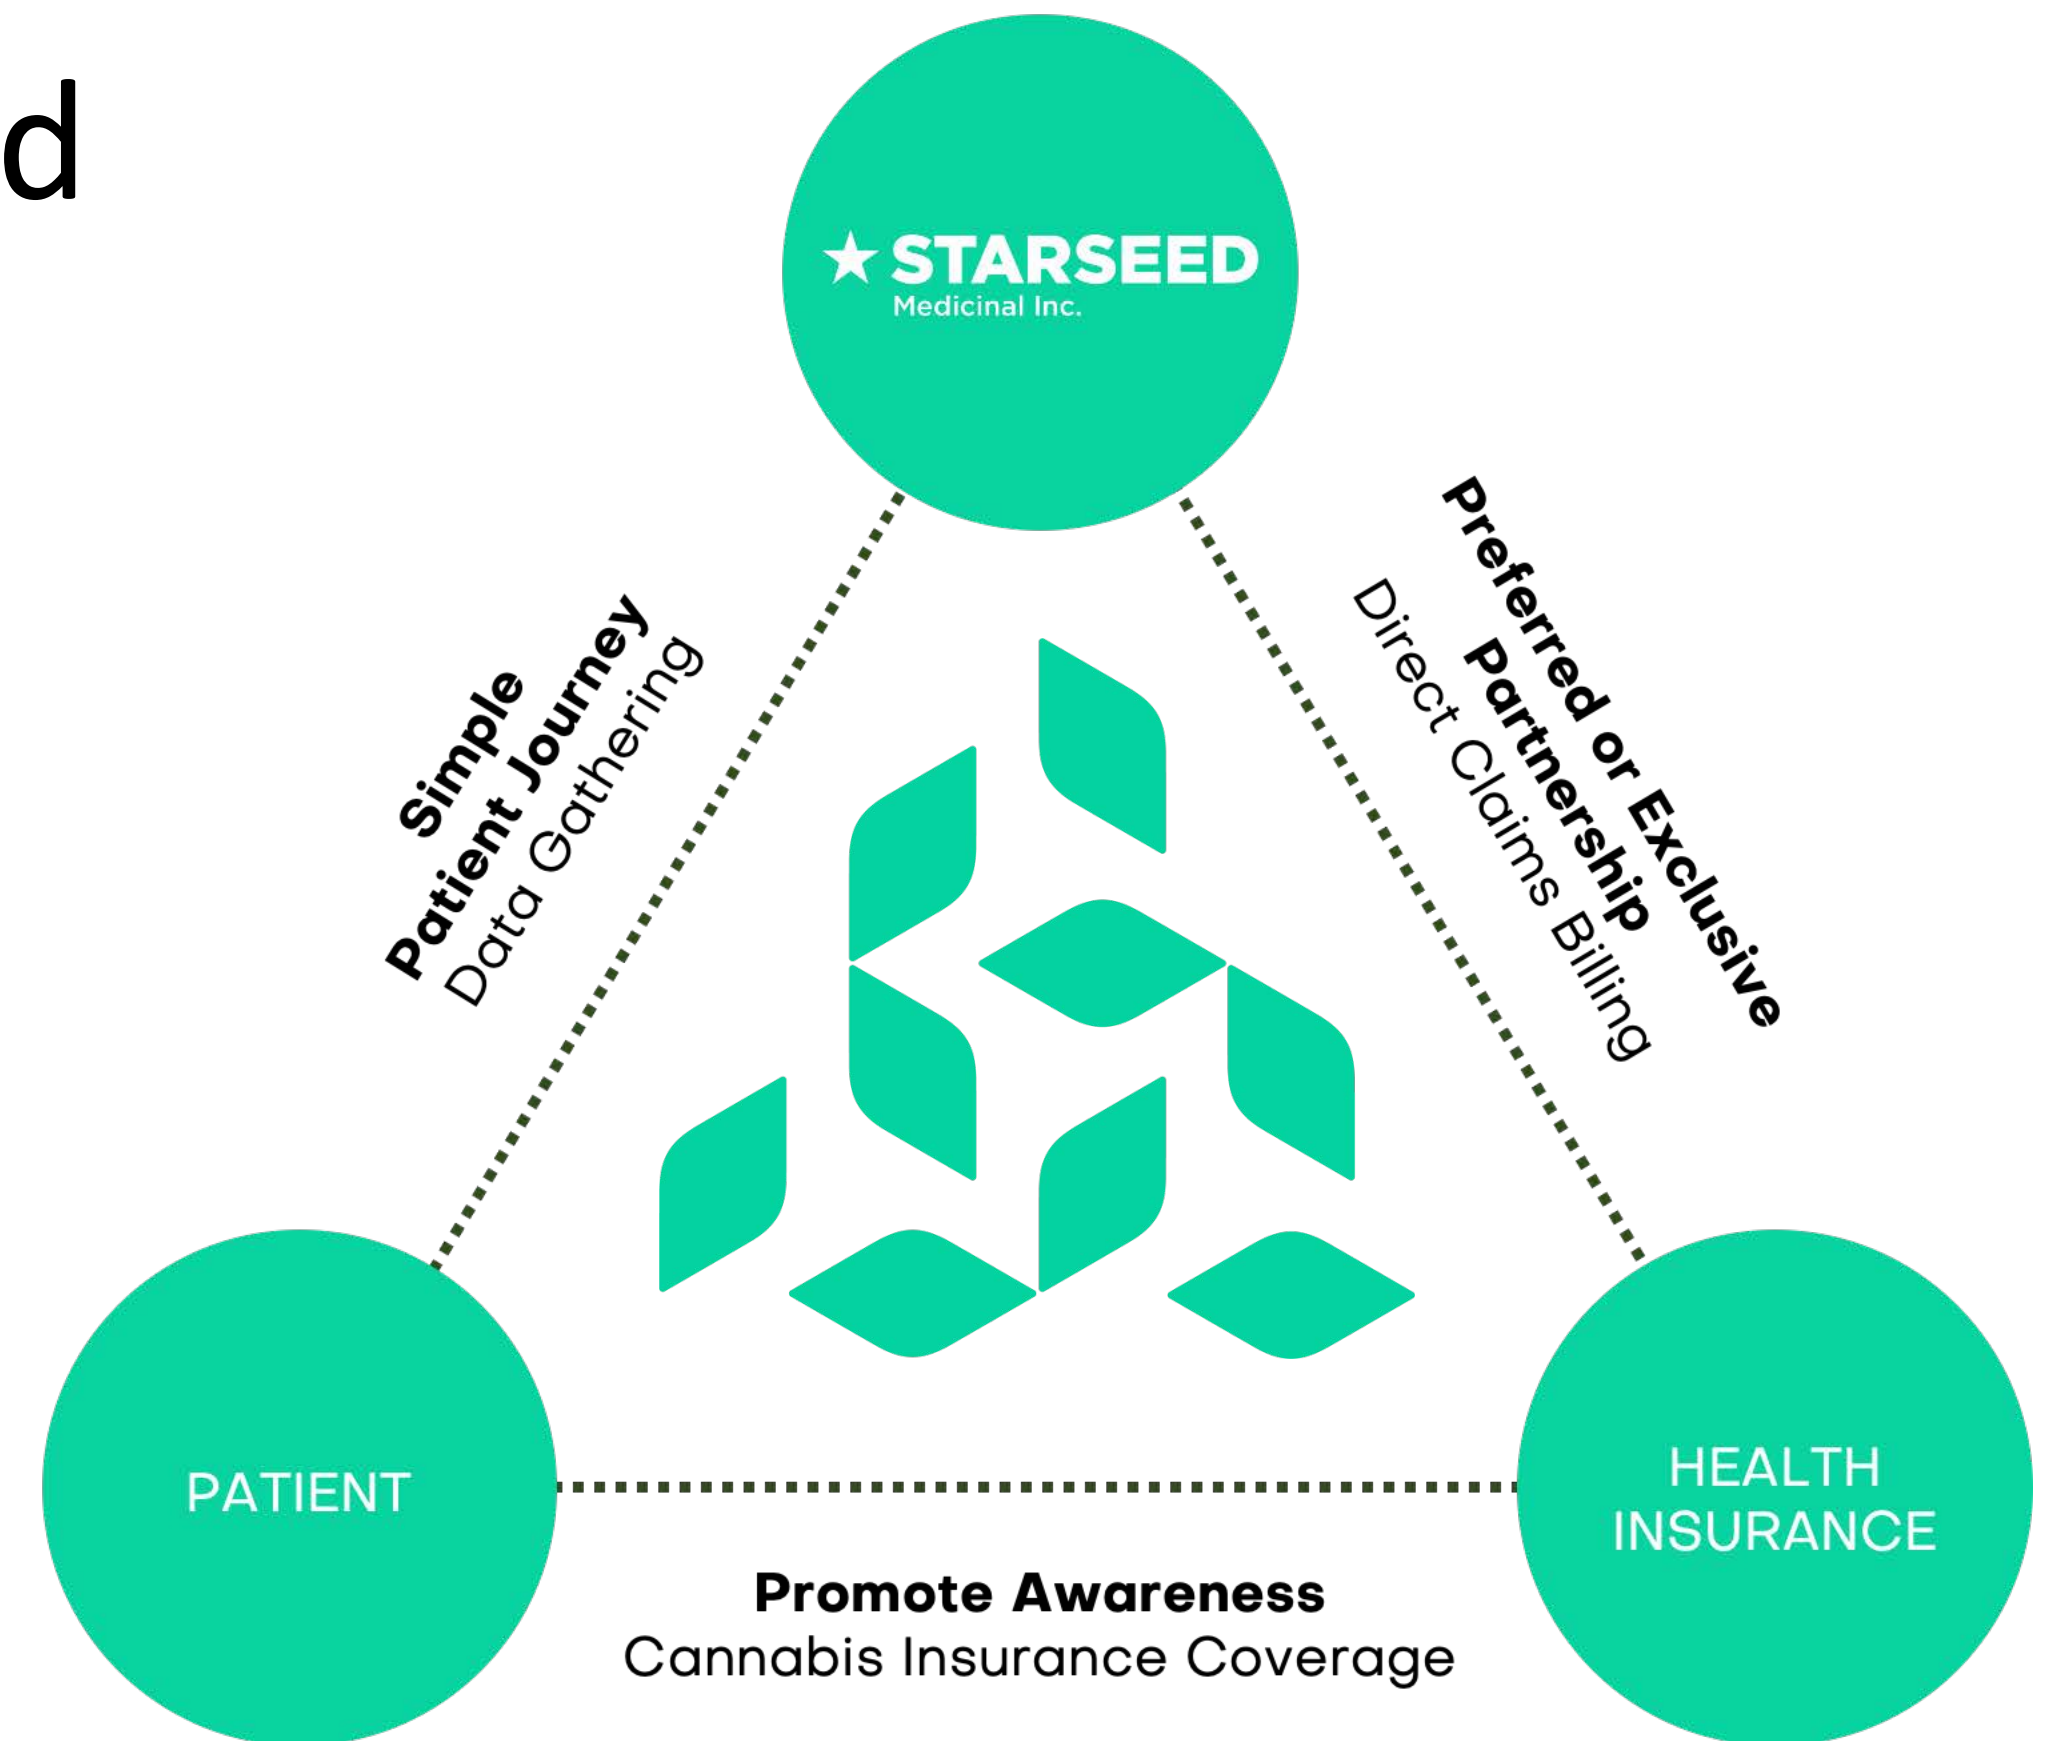 d
★ STARSEED
Medicinal Inc.
Simple
Patient Journey
Data Gathering
Preferred or Exclusive
Partnership
Direct Claims Billing
PATIENT
HEALTH
INSURANCE
Promote Awareness
Cannabis Insurance Coverage